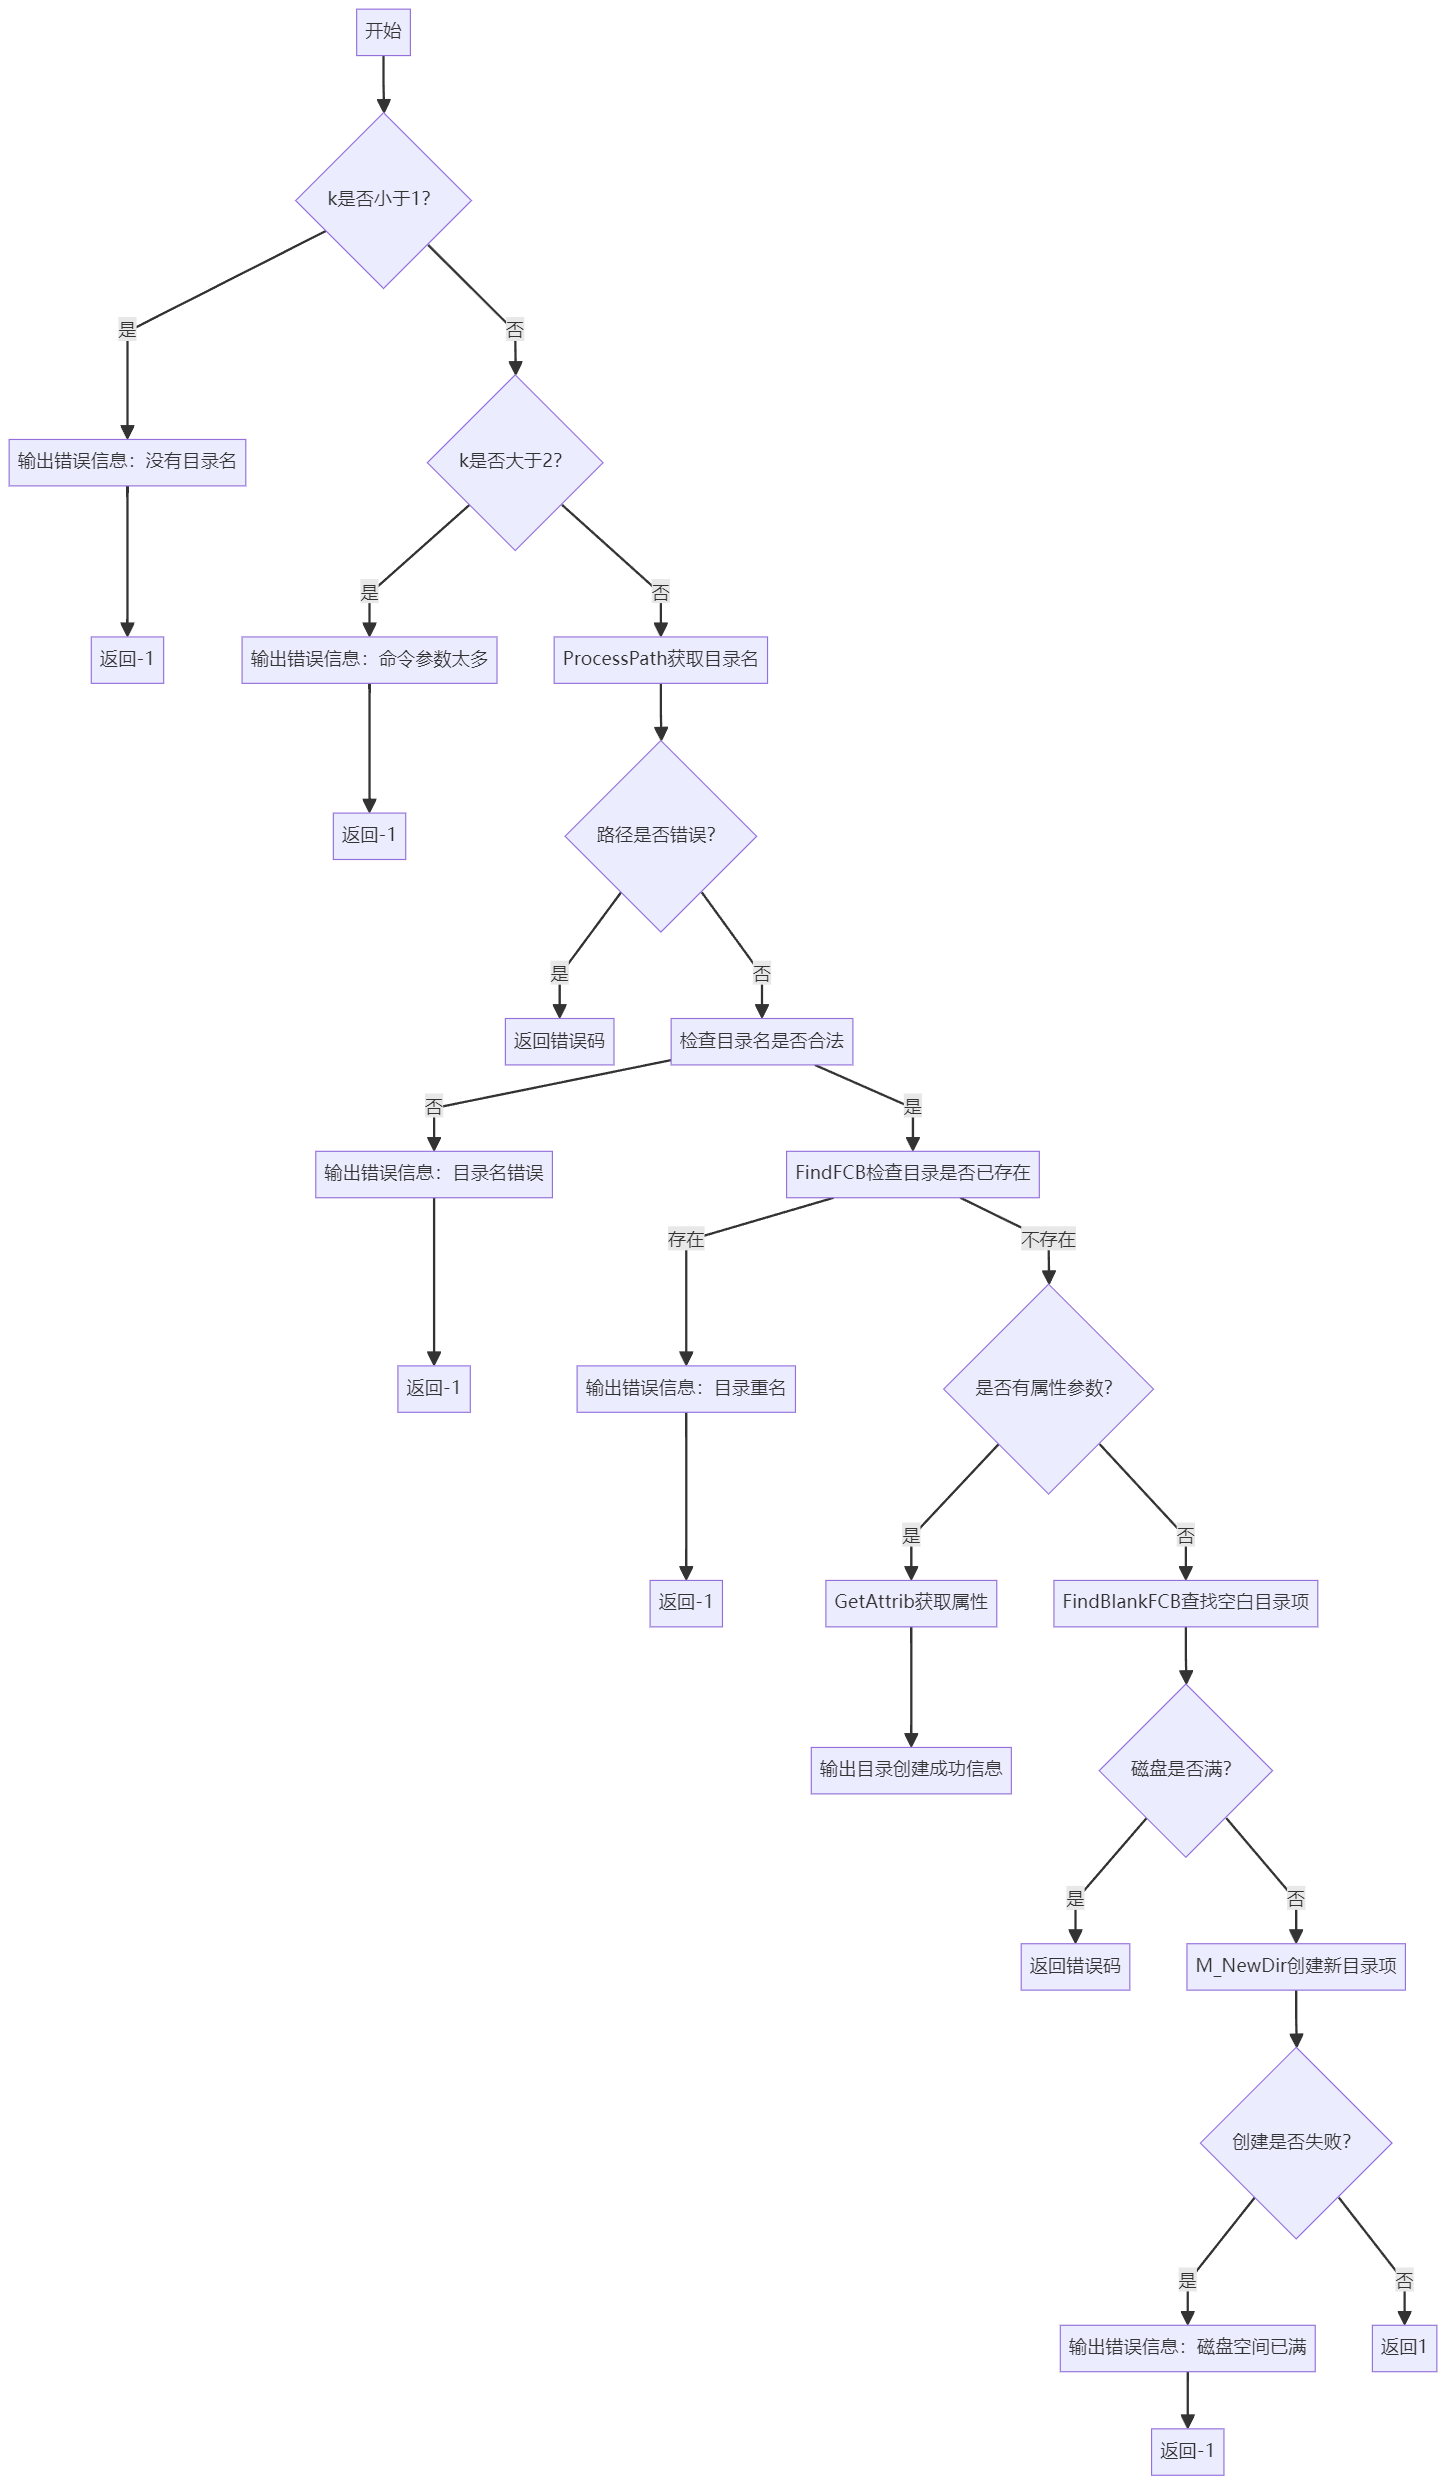 开始
k是否小于1？
是
否
输出错误信息：没有目录名
k是否大于2？
是
否
返回-1
输出错误信息：命令参数太多
ProcessPath获取目录名
返回-1
路径是否错误？
是
否
返回错误码
检查目录名是否合法
否
是
输出错误信息：目录名错误
FindFCB检查目录是否已存在
存在
不存在
返回-1
输出错误信息：目录重名
是否有属性参数？
是
否
返回-1
GetAttrib获取属性
FindBlankFCB查找空白目录项
输出目录创建成功信息
磁盘是否满？
是
否
返回错误码
M_NewDir创建新目录项
创建是否失败？
是
否
输出错误信息：磁盘空间已满
返回1
返回-1